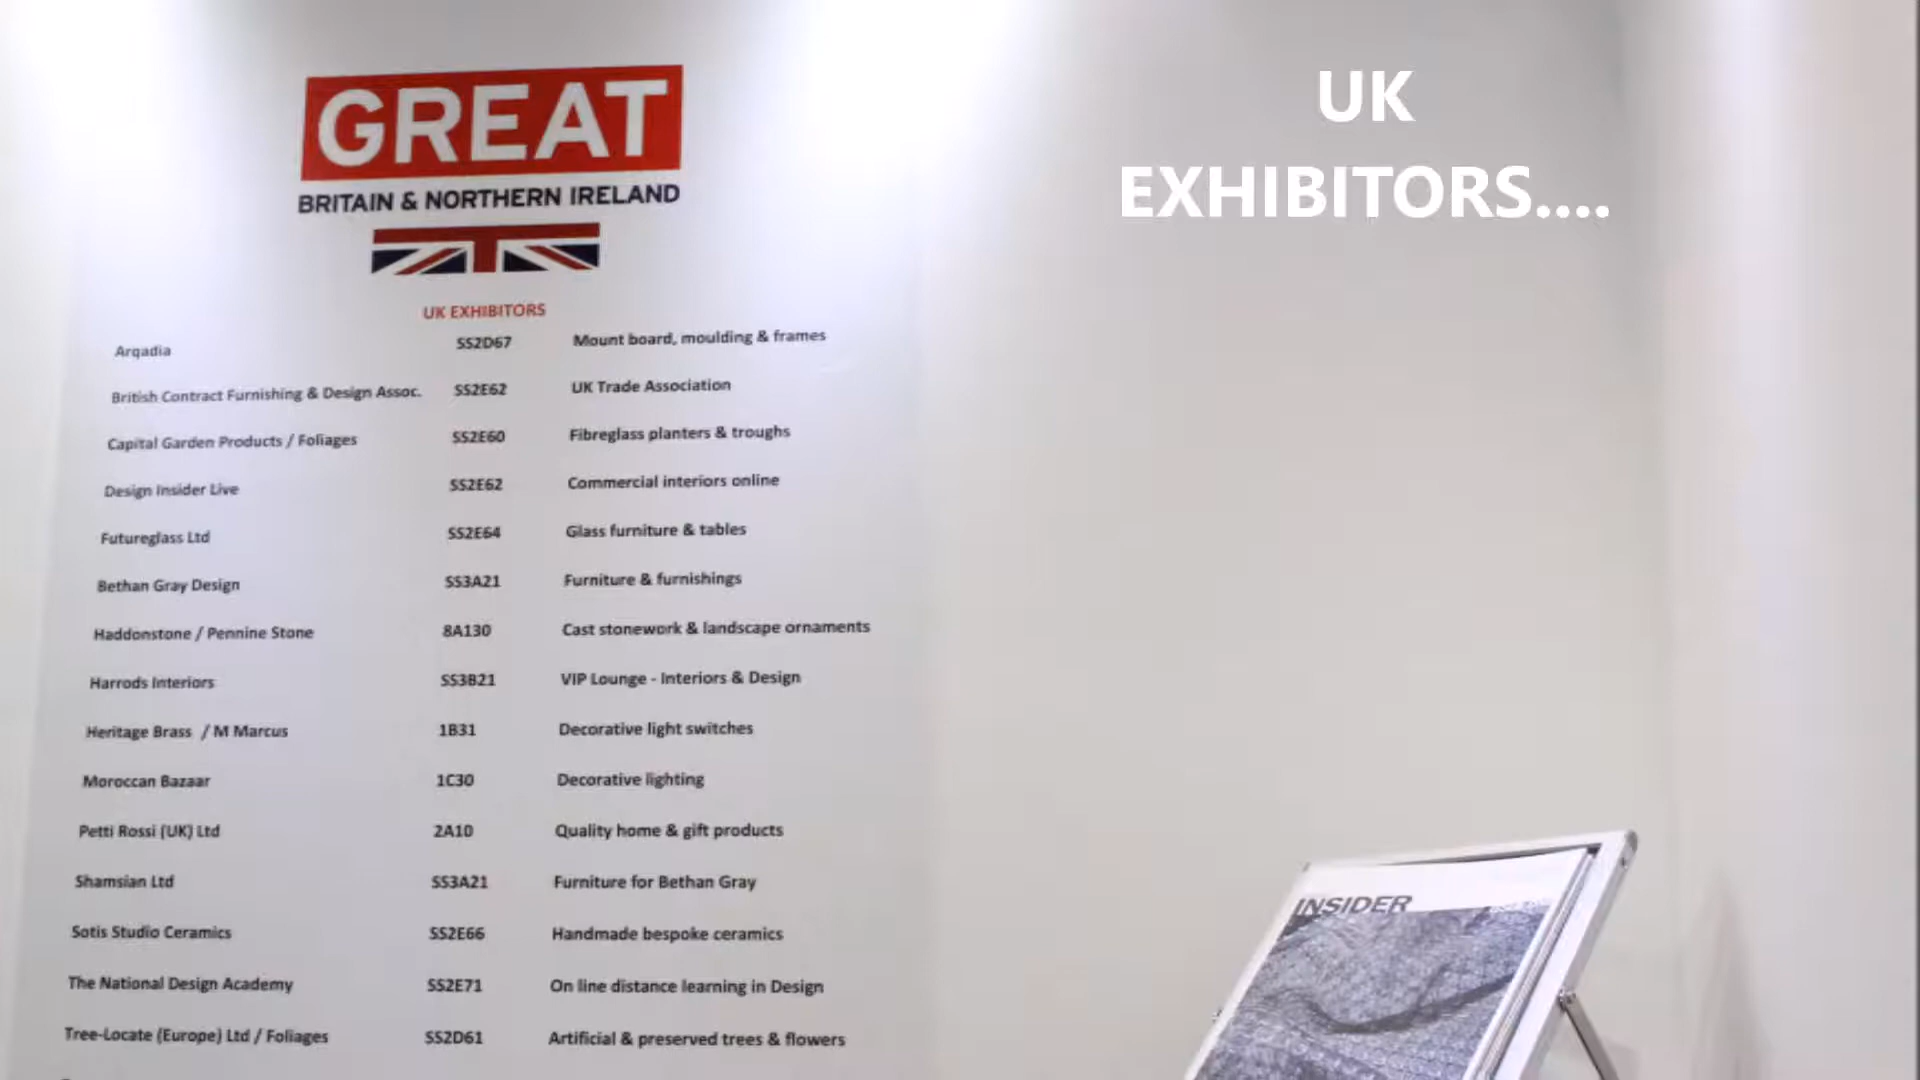 GREAT
BRITAIN & NORTHERN IRELAND
UK EXHIBITORS
Arqadia SS2D67 Mount board, moulding & frames
British Contract Furnishing & Design Assoc. SS2E62 UK Trade Association
Capital Garden Products / Foliages SS2E60 Fibreglass planters & troughs
Design Insider Live SS2E62 Commercial interiors online
Futureglass Ltd SS2E64 Glass furniture & tables
Bethan Gray Design SS3A21 Furniture & furnishings
Haddonstone / Pennine Stone 8A130 Cast stonework & landscape ornaments
Harrods Interiors SS3B21 VIP Lounge - Interiors & Design
Heritage Brass / M Marcus 1B31 Decorative light switches
Moroccan Bazaar 1C30 Decorative lighting
Petti Rossi (UK) Ltd 2A10 Quality home & gift products
Shamsian Ltd SS3A21 Furniture for Bethan Gray
Sotis Studio Ceramics SS2E66 Handmade bespoke ceramics
The National Design Academy SS2E71 On line distance learning in Design
Tree-Locate (Europe) Ltd / Foliages SS2D61 Artificial & preserved trees & flowers
UK
EXHIBITORS....
INSIDER